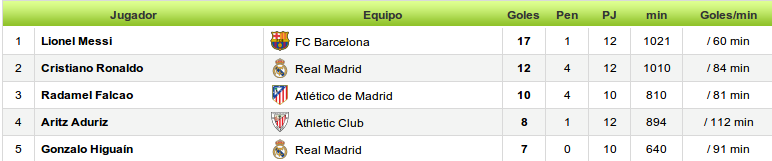 Jugador Equipo Goles Pen PJ min Goles/min
1 Lionel Messi FC Barcelona 17 1 12 1021 / 60 min
2 Cristiano Ronaldo Real Madrid 12 4 12 1010 / 84 min
3 Radamel Falcao Atlético de Madrid 10 4 10 810 / 81 min
4 Aritz Aduriz Athletic Club 8 1 12 894 / 112 min
5 Gonzalo Higuaín Real Madrid 7 0 10 640 / 91 min